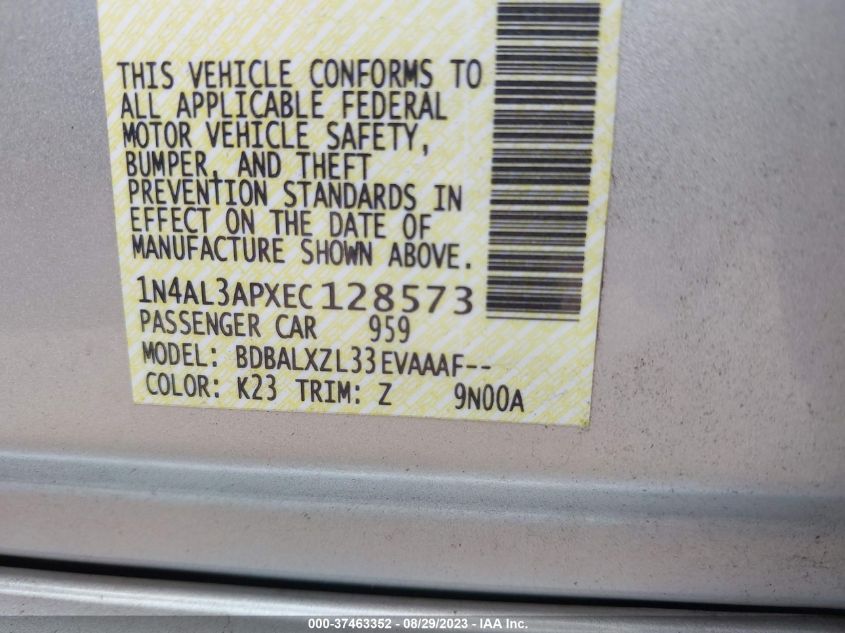 THIS VEHICLE CONFORMS TO
ALL APPLICABLE FEDERAL
MOTOR VEHICLE SAFETY,
BUMPER, AND THEFT
PREVENTION STANDARDS IN
EFFECT ON THE DATE OF
MANUFACTURE SHOWN ABOVE.
1N4AL3APXEC128573
PASSENGER CAR 959
MODEL: BDBALXZL33EVAAAF--
COLOR: K23 TRIM: Z 9N00A
000-37463352 - 08/29/2023 - IAA Inc.